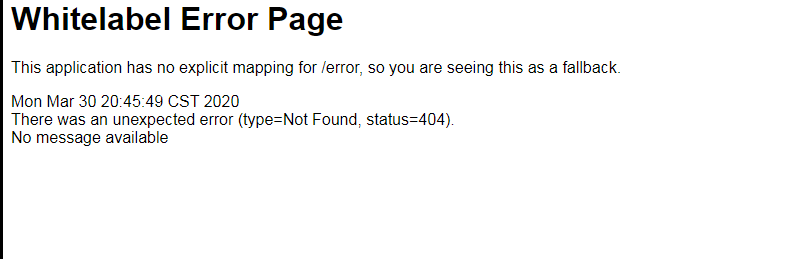 Whitelabel Error Page
This application has no explicit mapping for /error, so you are seeing this as a fallback.
Mon Mar 30 20:45:49 CST 2020
There was an unexpected error (type=Not Found, status=404).
No message available